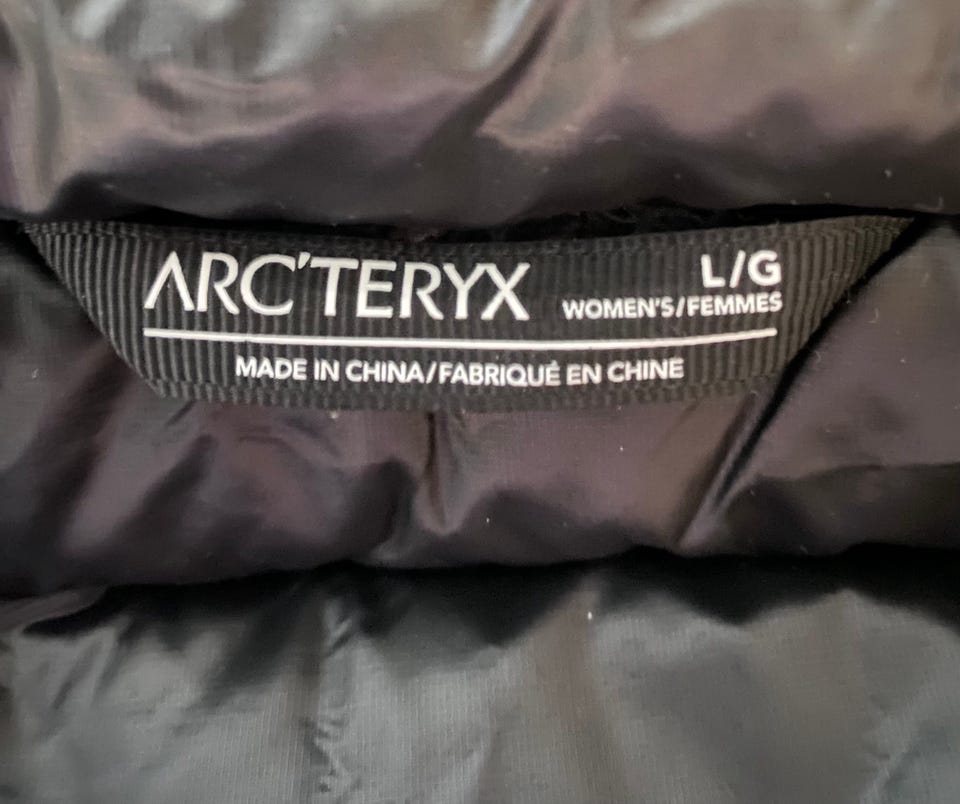 ARC'TERYX
L/G
WOMEN'S/FEMMES
MADE IN CHINA/FABRIQUÉ EN CHINE